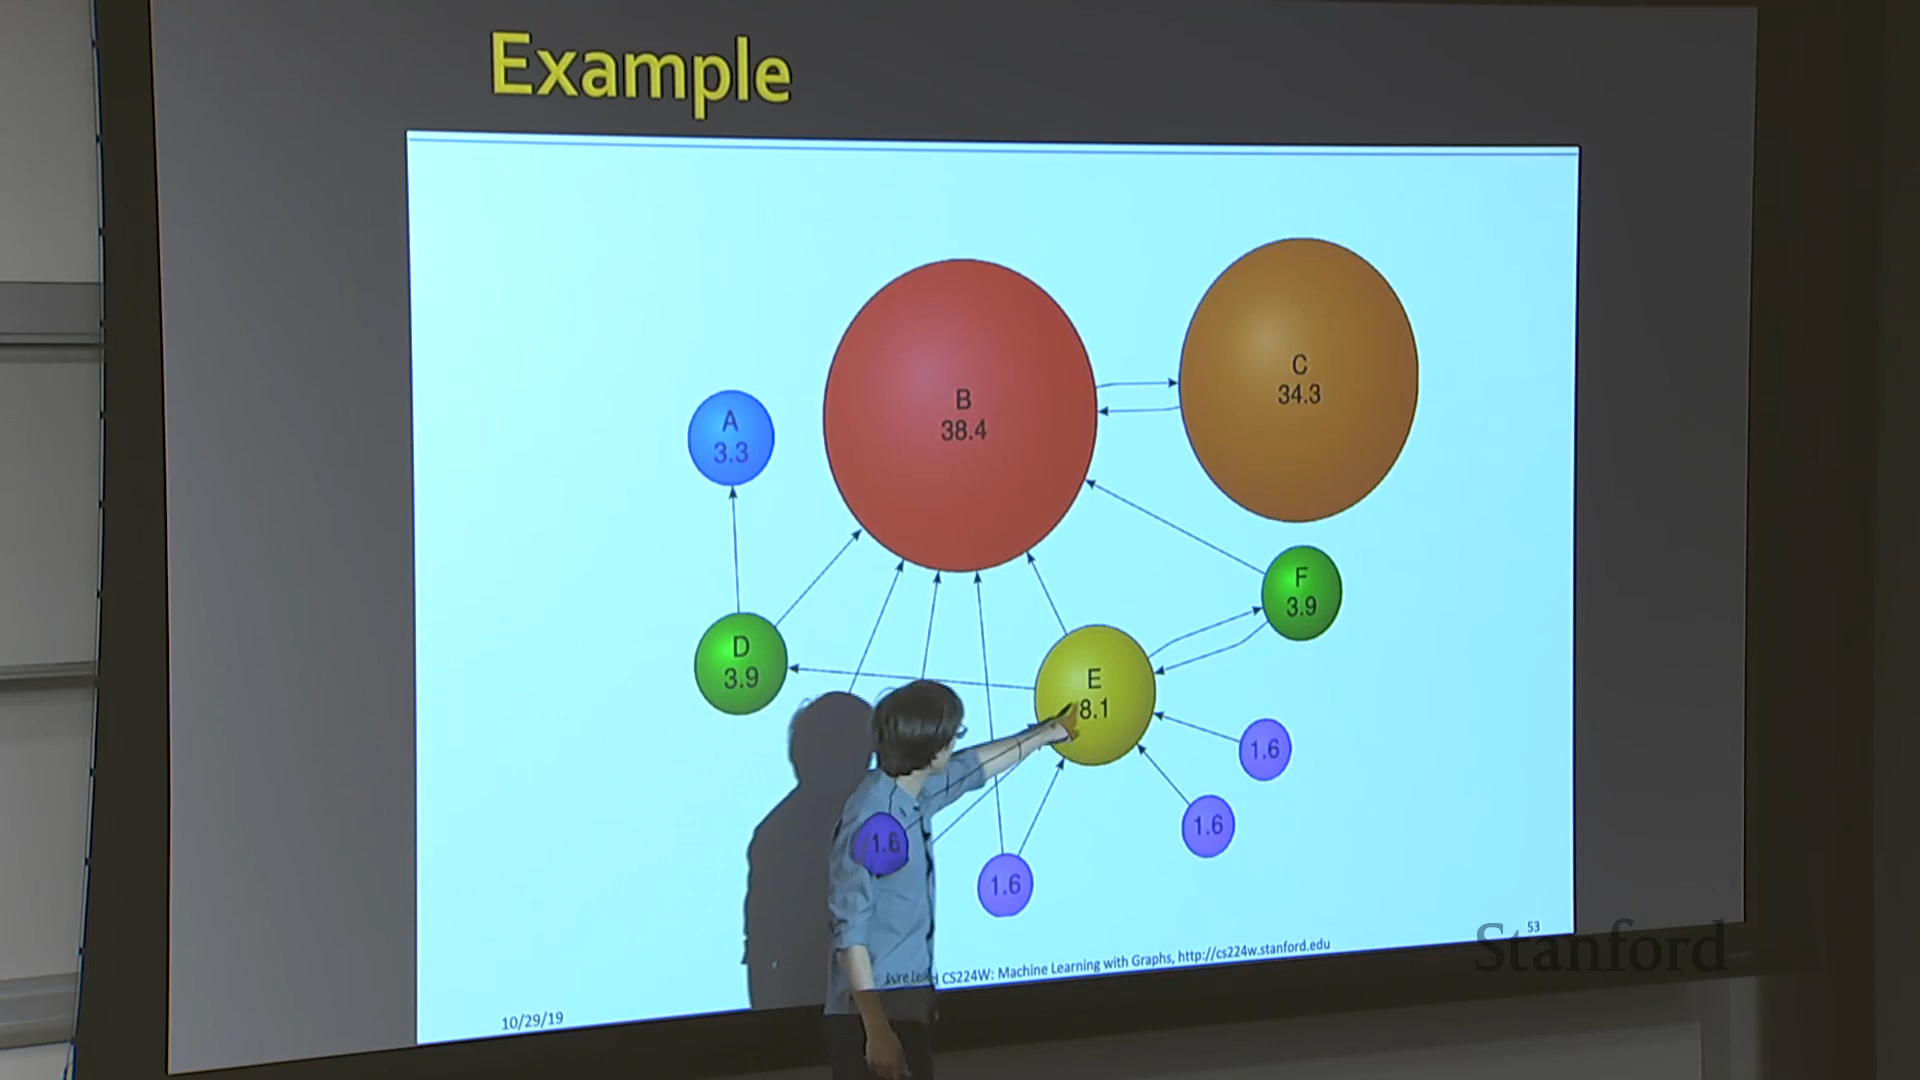 Example
B
38.4
C
34.3
A
3.3
F
3.9
D
3.9
E
8.1
1.6
1.6
1.6
1.6
53
CS224W: Machine Learning with Graphs, http://cs224w.stanford.edu
10/29/19
Stanford